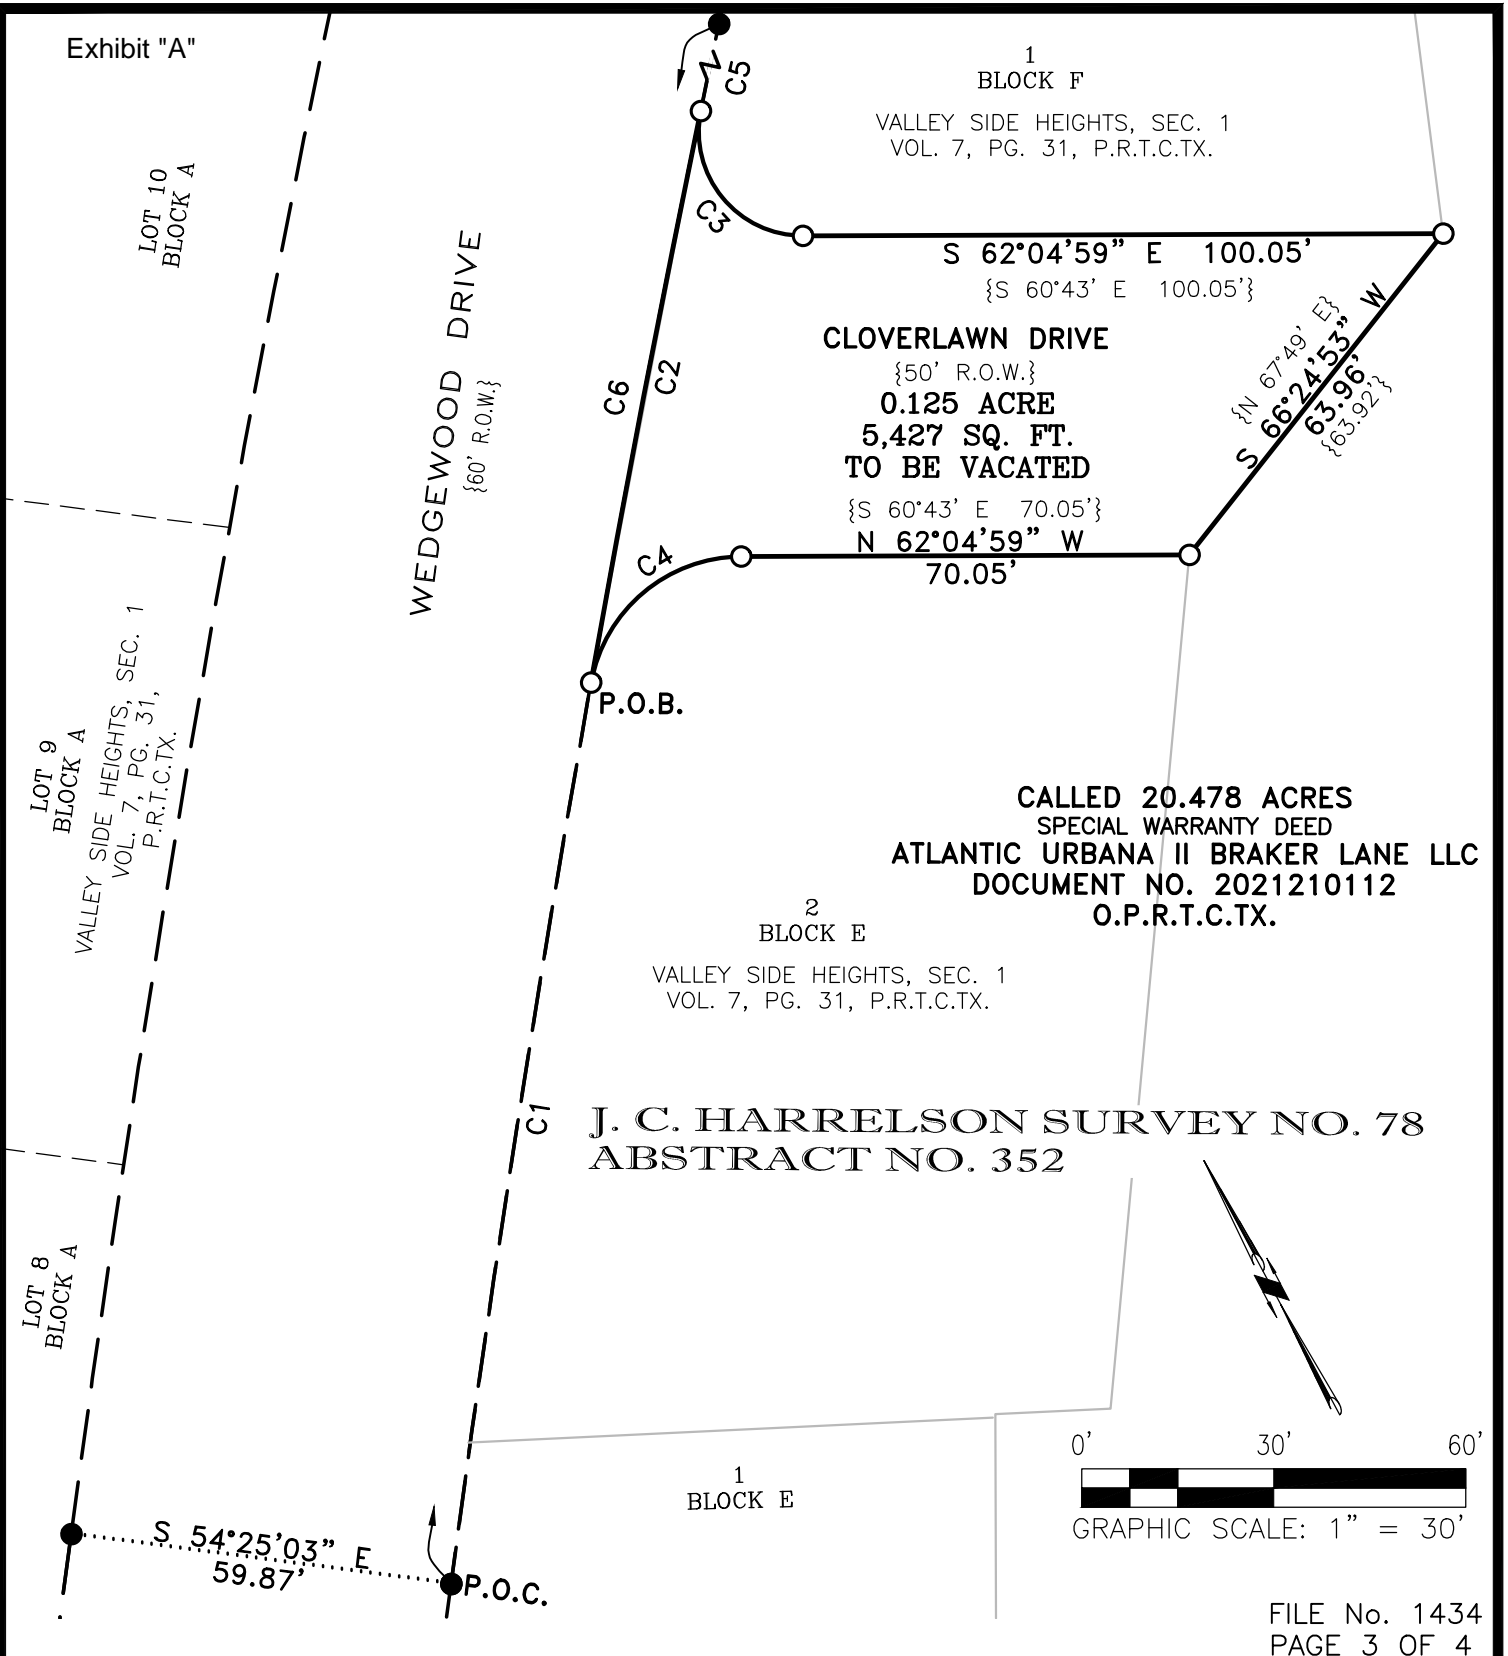 Exhibit "A"
C5
1
BLOCK F
VALLEY SIDE HEIGHTS, SEC. 1
VOL. 7, PG. 31, P.R.T.C.TX.
LOT 10
BLOCK A
C3
S 62°04'59" E 100.05'
{S 60°43' E 100.05'}
WEDGEWOOD DRIVE
{60' R.O.W.}
C6
C2
CLOVERLAWN DRIVE
{50' R.O.W.}
0.125 ACRE
5,427 SQ. FT.
TO BE VACATED
{N 67°49' E}
S 66°24'53" W
63.96'
{63.92'}
{S 60°43' E 70.05'}
N 62°04'59" W
70.05'
C4
P.O.B.
LOT 9
BLOCK A
VALLEY SIDE HEIGHTS, SEC. 1
VOL. 7, PG. 31,
P.R.T.C.TX.
CALLED 20.478 ACRES
SPECIAL WARRANTY DEED
ATLANTIC URBANA II BRAKER LANE LLC
DOCUMENT NO. 2021210112
O.P.R.T.C.TX.
2
BLOCK E
VALLEY SIDE HEIGHTS, SEC. 1
VOL. 7, PG. 31, P.R.T.C.TX.
C1
J. C. HARRELSON SURVEY NO. 78
ABSTRACT NO. 352
LOT 8
BLOCK A
1
BLOCK E
0' 30' 60'
GRAPHIC SCALE: 1" = 30'
S 54°25'03" E
59.87'
P.O.C.
FILE No. 1434
PAGE 3 OF 4